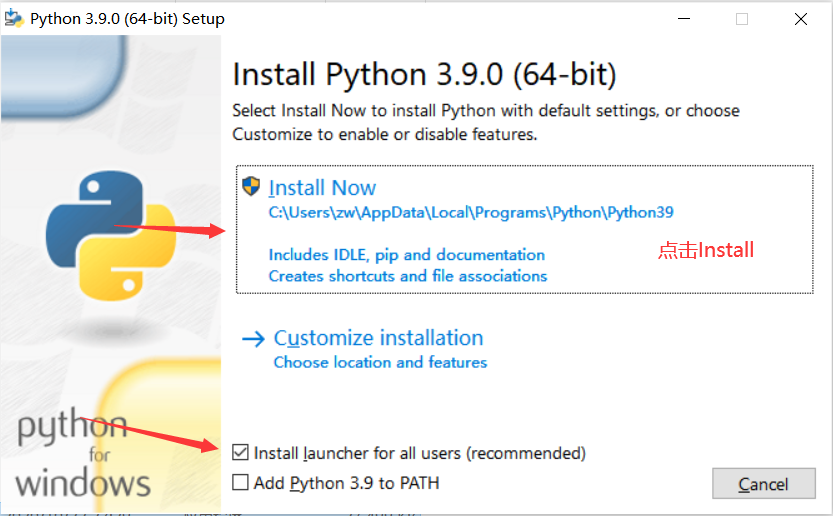 Python 3.9.0 (64-bit) Setup
Install Python 3.9.0 (64-bit)
Select Install Now to install Python with default settings, or choose
Customize to enable or disable features.
Install Now
C:\Users\zw\AppData\Local\Programs\Python\Python39
Includes IDLE, pip and documentation
Creates shortcuts and file associations
点击Install
Customize installation
Choose location and features
python
for
windows
Install launcher for all users (recommended)
Add Python 3.9 to PATH
Cancel